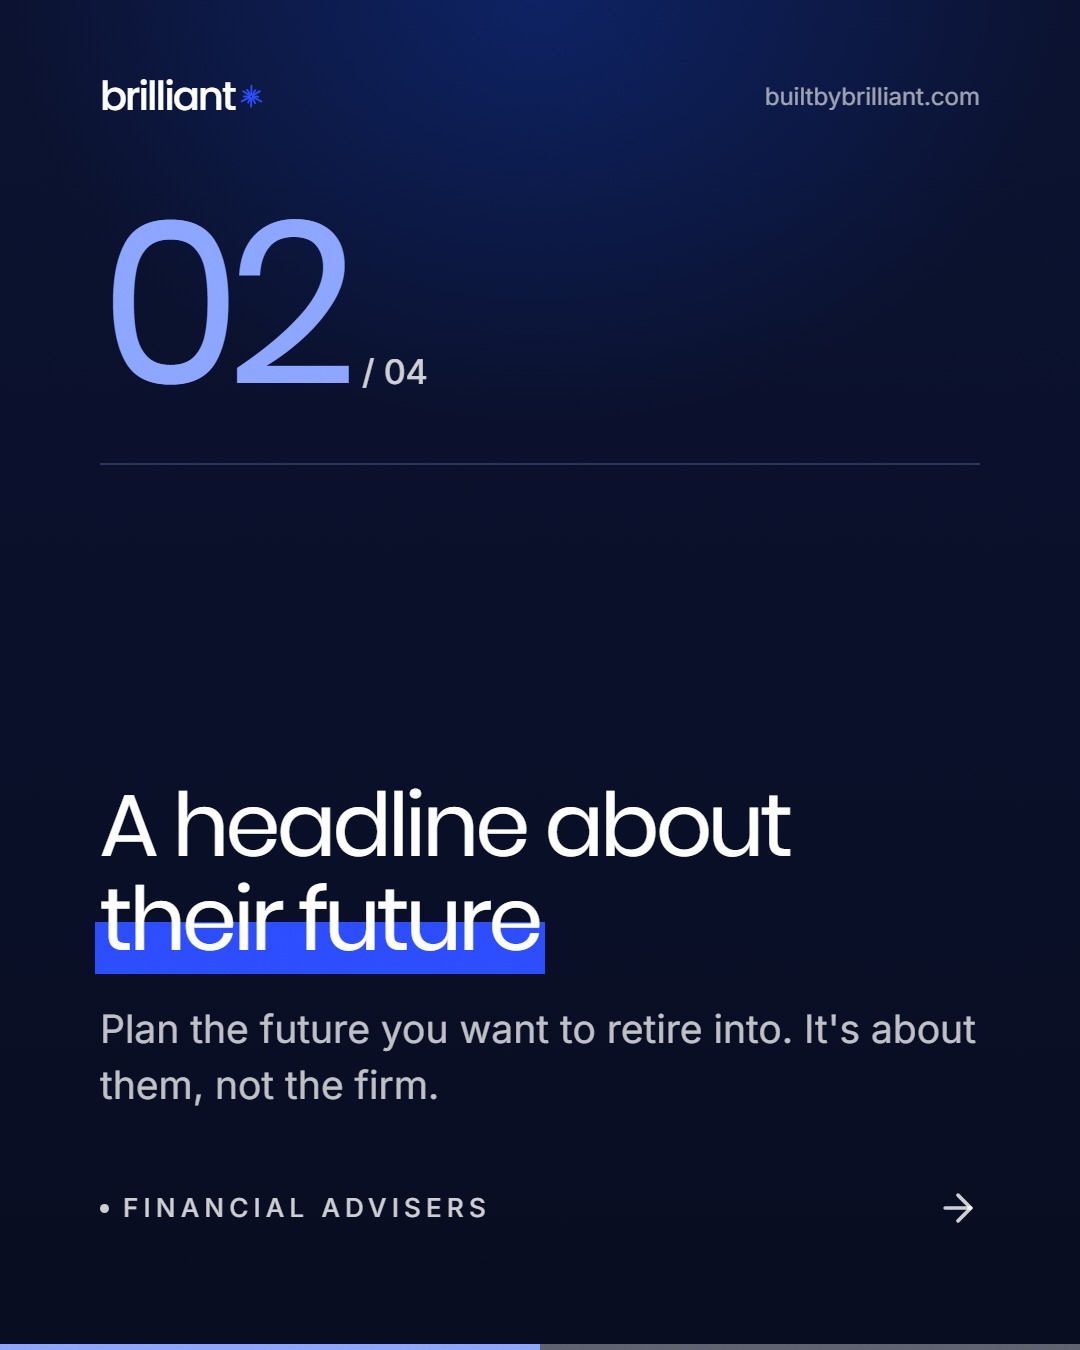 brilliant
builtbybrilliant.com
02 / 04
A headline about
their future
Plan the future you want to retire into. It's about
them, not the firm.
• FINANCIAL ADVISERS